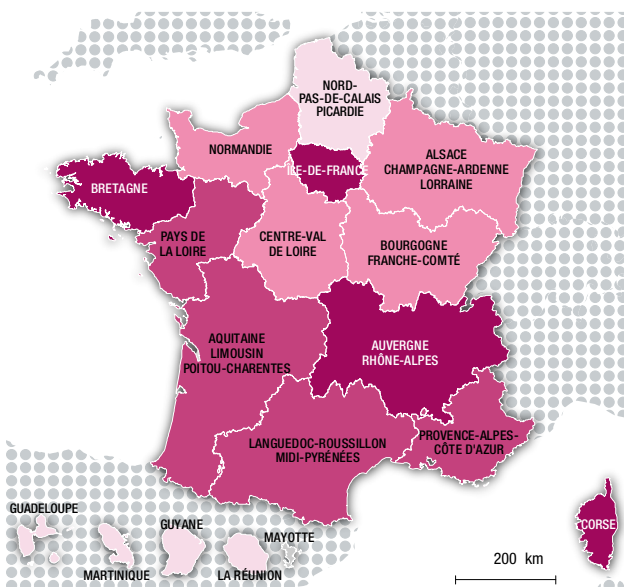 NORD-
PAS-DE-CALAIS
PICARDIE
NORMANDIE
ÎLE-DE-FRANCE
ALSACE
CHAMPAGNE-ARDENNE
LORRAINE
BRETAGNE
PAYS DE
LA LOIRE
CENTRE-VAL
DE LOIRE
BOURGOGNE
FRANCHE-COMTÉ
AQUITAINE
LIMOUSIN
POITOU-CHARENTES
AUVERGNE
RHÔNE-ALPES
LANGUEDOC-ROUSSILLON
MIDI-PYRÉNÉES
PROVENCE-ALPES-
CÔTE D'AZUR
GUADELOUPE
MARTINIQUE
GUYANE
LA RÉUNION
MAYOTTE
CORSE
200 km